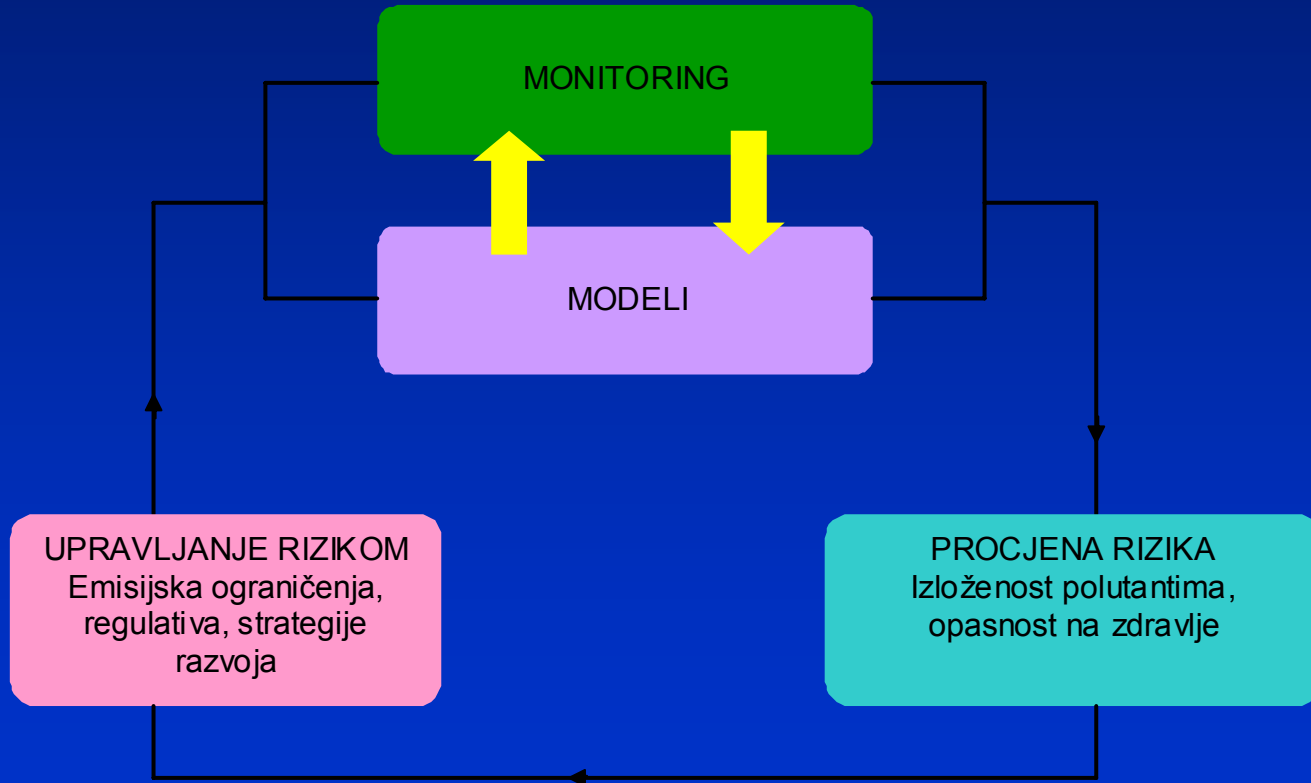 MONITORING
MODELI
UPRAVLJANJE RIZIKOM
Emisijska ograničenja,
regulativa, strategije
razvoja
PROCJENA RIZIKA
Izloženost polutantima,
opasnost na zdravlje